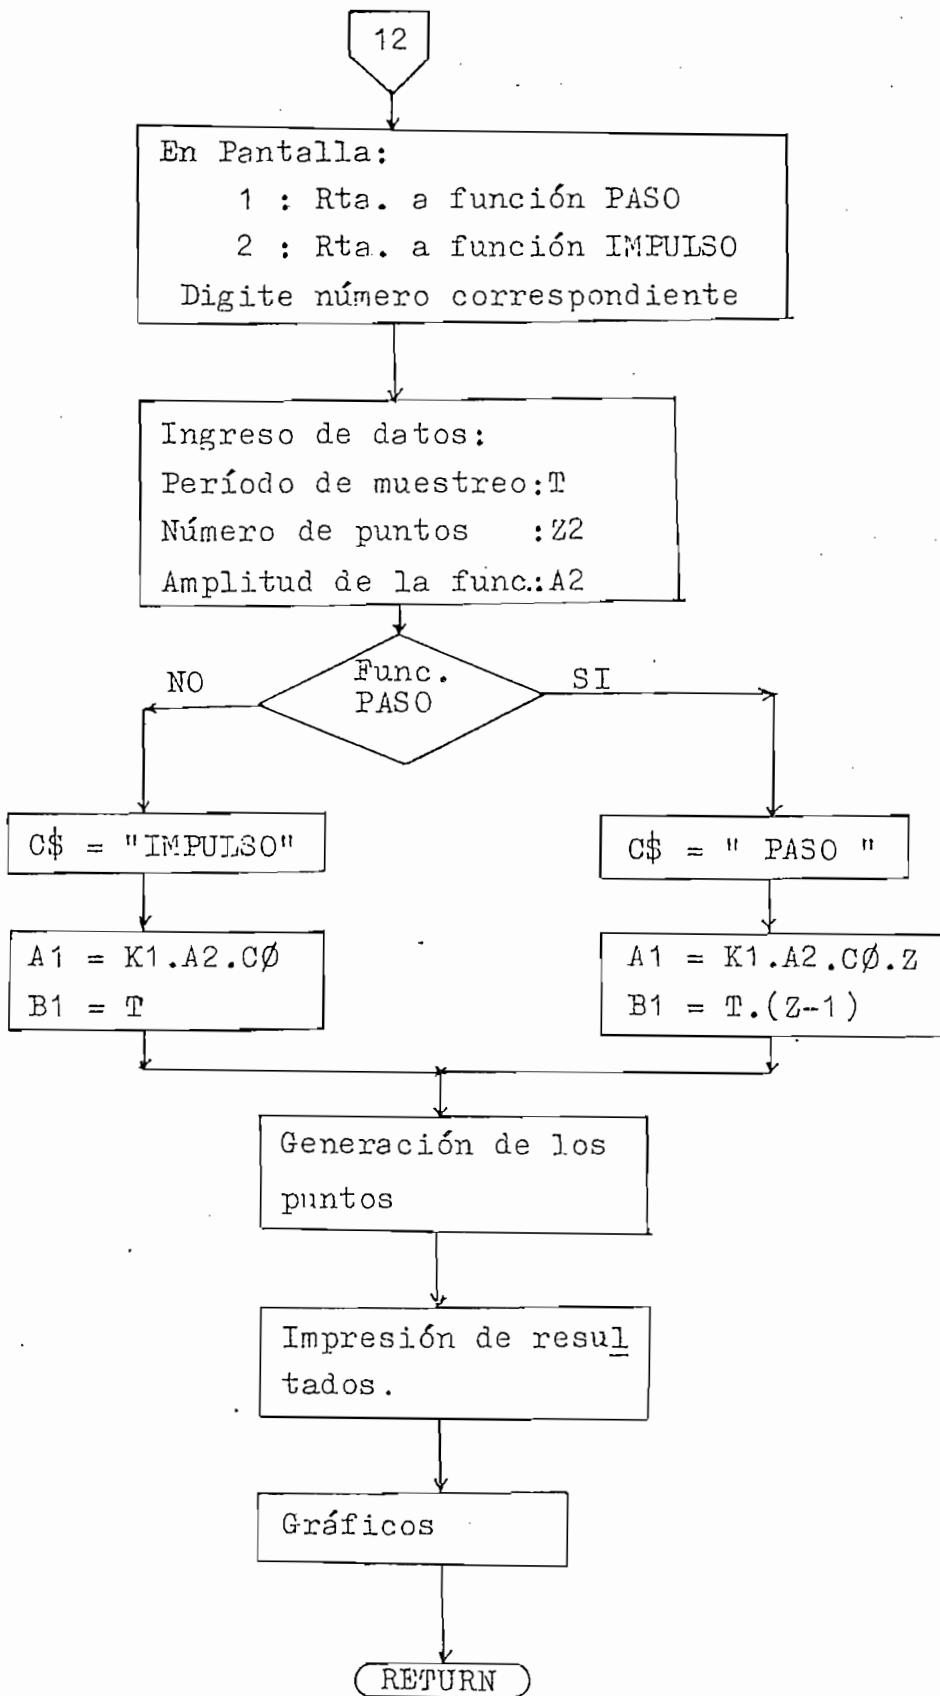 12
En Pantalla:
1 : Rta. a función PASO
2 : Rta. a función IMPULSO
Digite número correspondiente
Ingreso de datos:
Período de muestreo:T
Número de puntos :Z2
Amplitud de la func.:A2
Func.
PASO
NO
SI
C$ = "IMPULSO"
C$ = " PASO "
A1 = K1.A2.CØ
B1 = T
A1 = K1.A2.CØ.Z
B1 = T.(Z-1)
Generación de los
puntos
Impresión de resul
tados.
Gráficos
RETURN